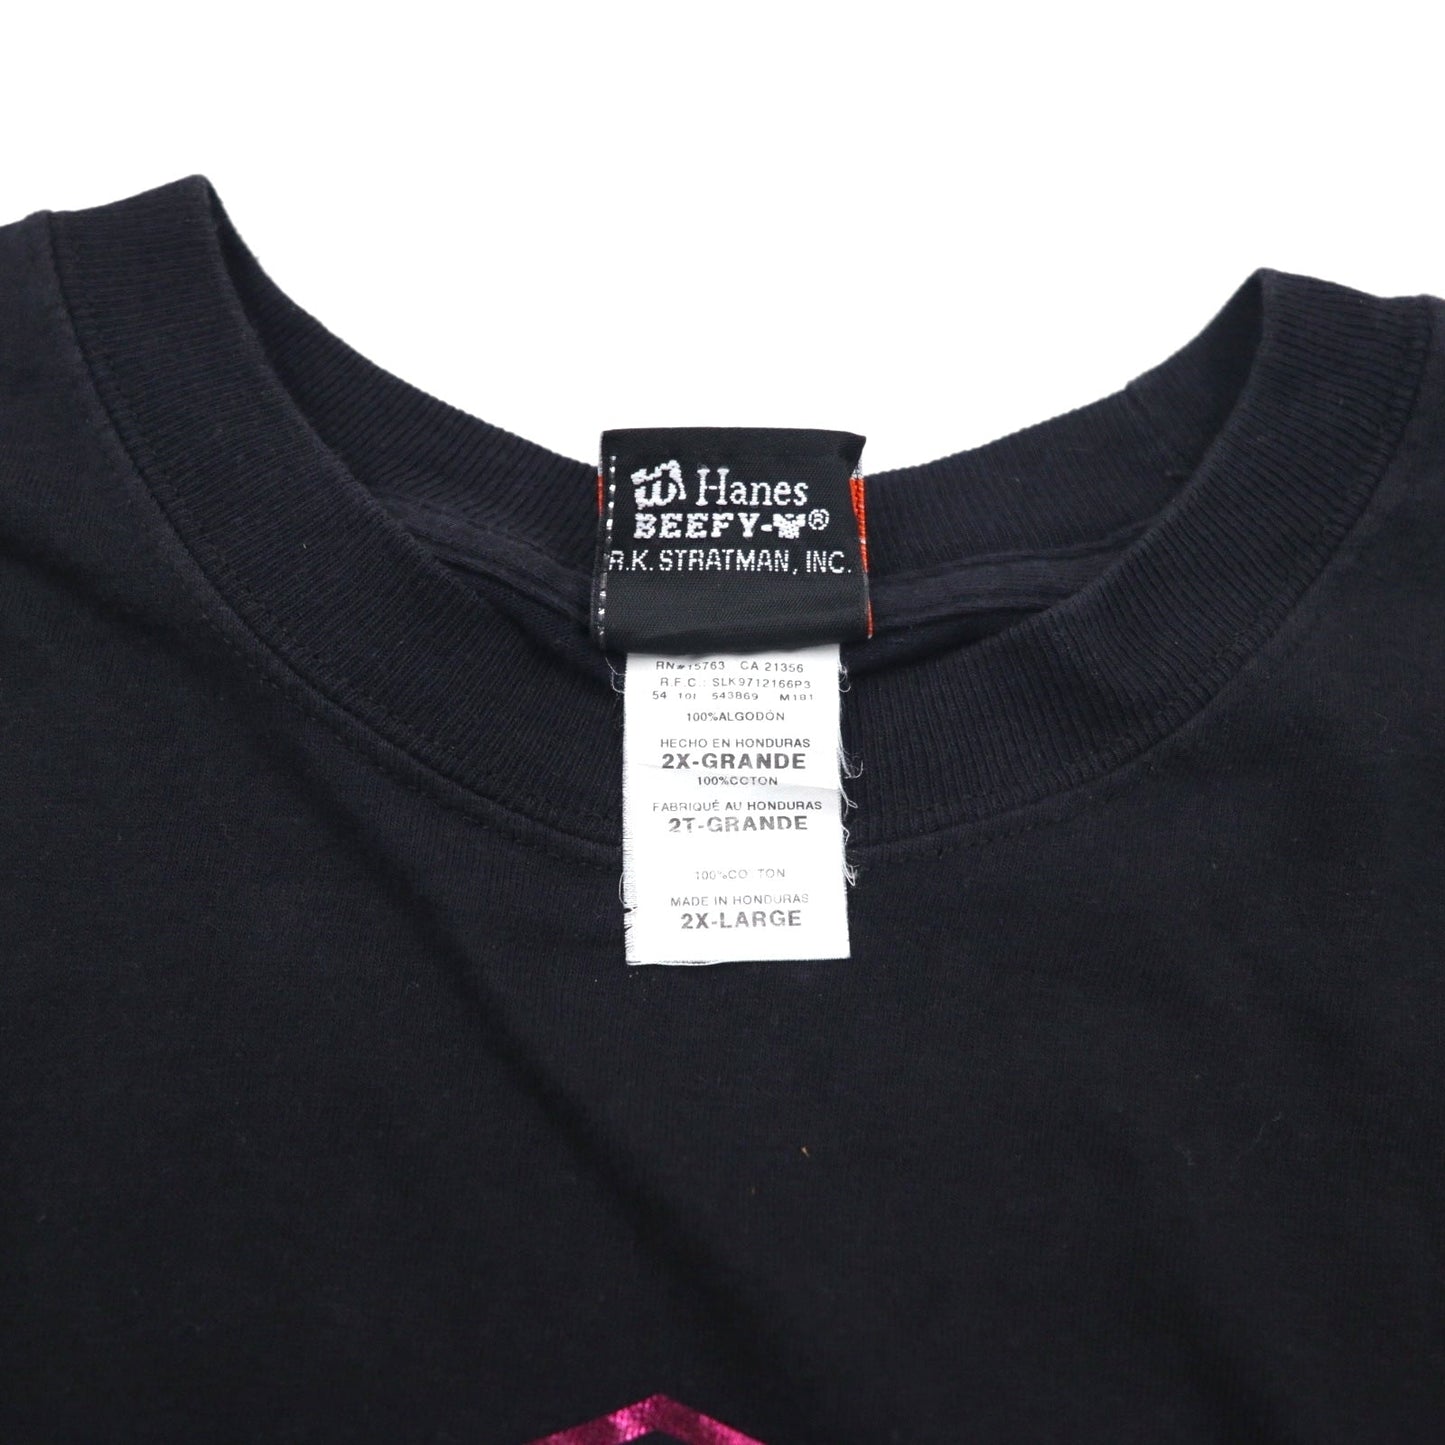 Hanes
BEEFY-T®
R.K. STRATMAN, INC.
RN#15763 CA 21356
R.F.C.: SLK9712166P3
54 101 543869 M181
100%ALGODÓN
HECHO EN HONDURAS
2X-GRANDE
100%COTON
FABRIQUÉ AU HONDURAS
2T-GRANDE
100%COTTON
MADE IN HONDURAS
2X-LARGE